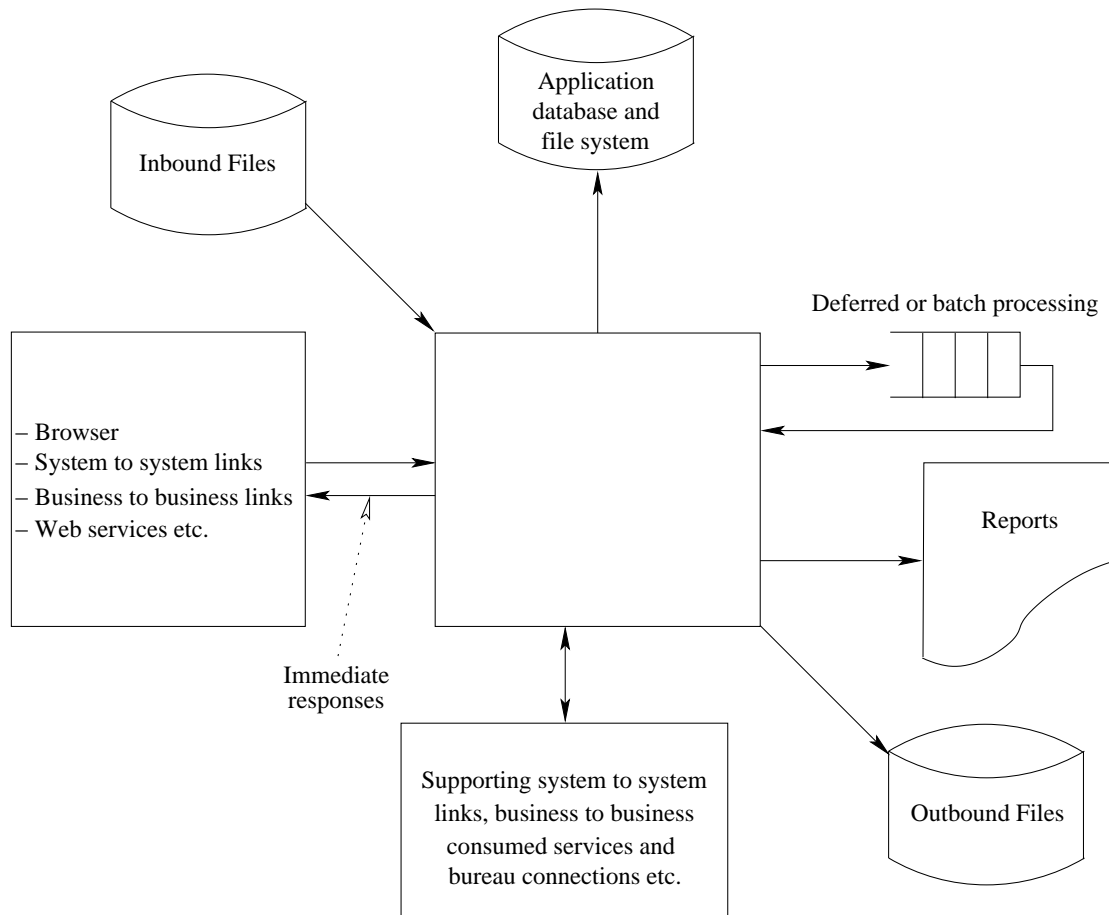 Application
database and
file system
Inbound Files
Deferred or batch processing
– Browser
– System to system links
– Business to business links
– Web services etc.
Reports
Immediate
responses
Supporting system to system
links, business to business
consumed services and
bureau connections etc.
Outbound Files